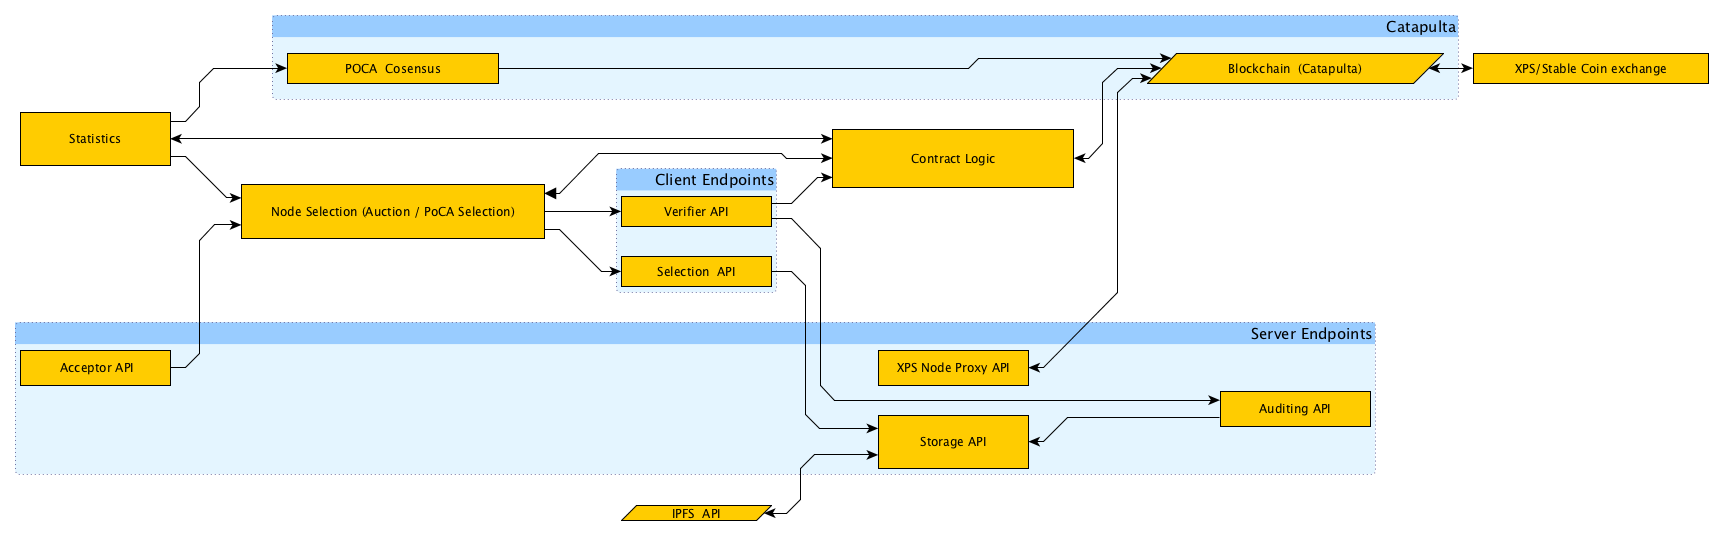 Catapulta
POCA  Cosensus
Blockchain  (Catapulta)
XPS/Stable Coin exchange
Statistics
Contract Logic
Client Endpoints
Node Selection (Auction / PoCA Selection)
Verifier API
Selection  API
Server Endpoints
Acceptor API
XPS Node Proxy API
Auditing API
Storage API
IPFS  API